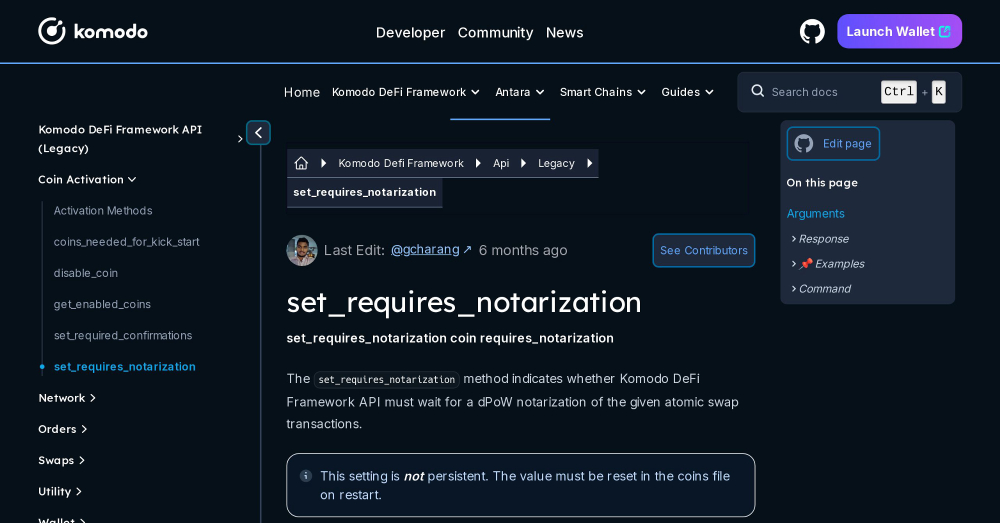 komodo
Developer Community News
Launch Wallet
Home Komodo DeFi Framework Antara Smart Chains Guides
Search docs Ctrl + K
Komodo DeFi Framework API
(Legacy)
Coin Activation
Activation Methods
coins_needed_for_kick_start
disable_coin
get_enabled_coins
set_required_confirmations
set_requires_notarization
Network
Orders
Swaps
Utility
Wallet
Komodo Defi Framework Api Legacy
set_requires_notarization
Last Edit: @gcharang ↗ 6 months ago
See Contributors
set_requires_notarization
set_requires_notarization coin requires_notarization
The set_requires_notarization method indicates whether Komodo DeFi
Framework API must wait for a dPoW notarization of the given atomic swap
transactions.
This setting is not persistent. The value must be reset in the coins file
on restart.
Edit page
On this page
Arguments
Response
📌 Examples
Command